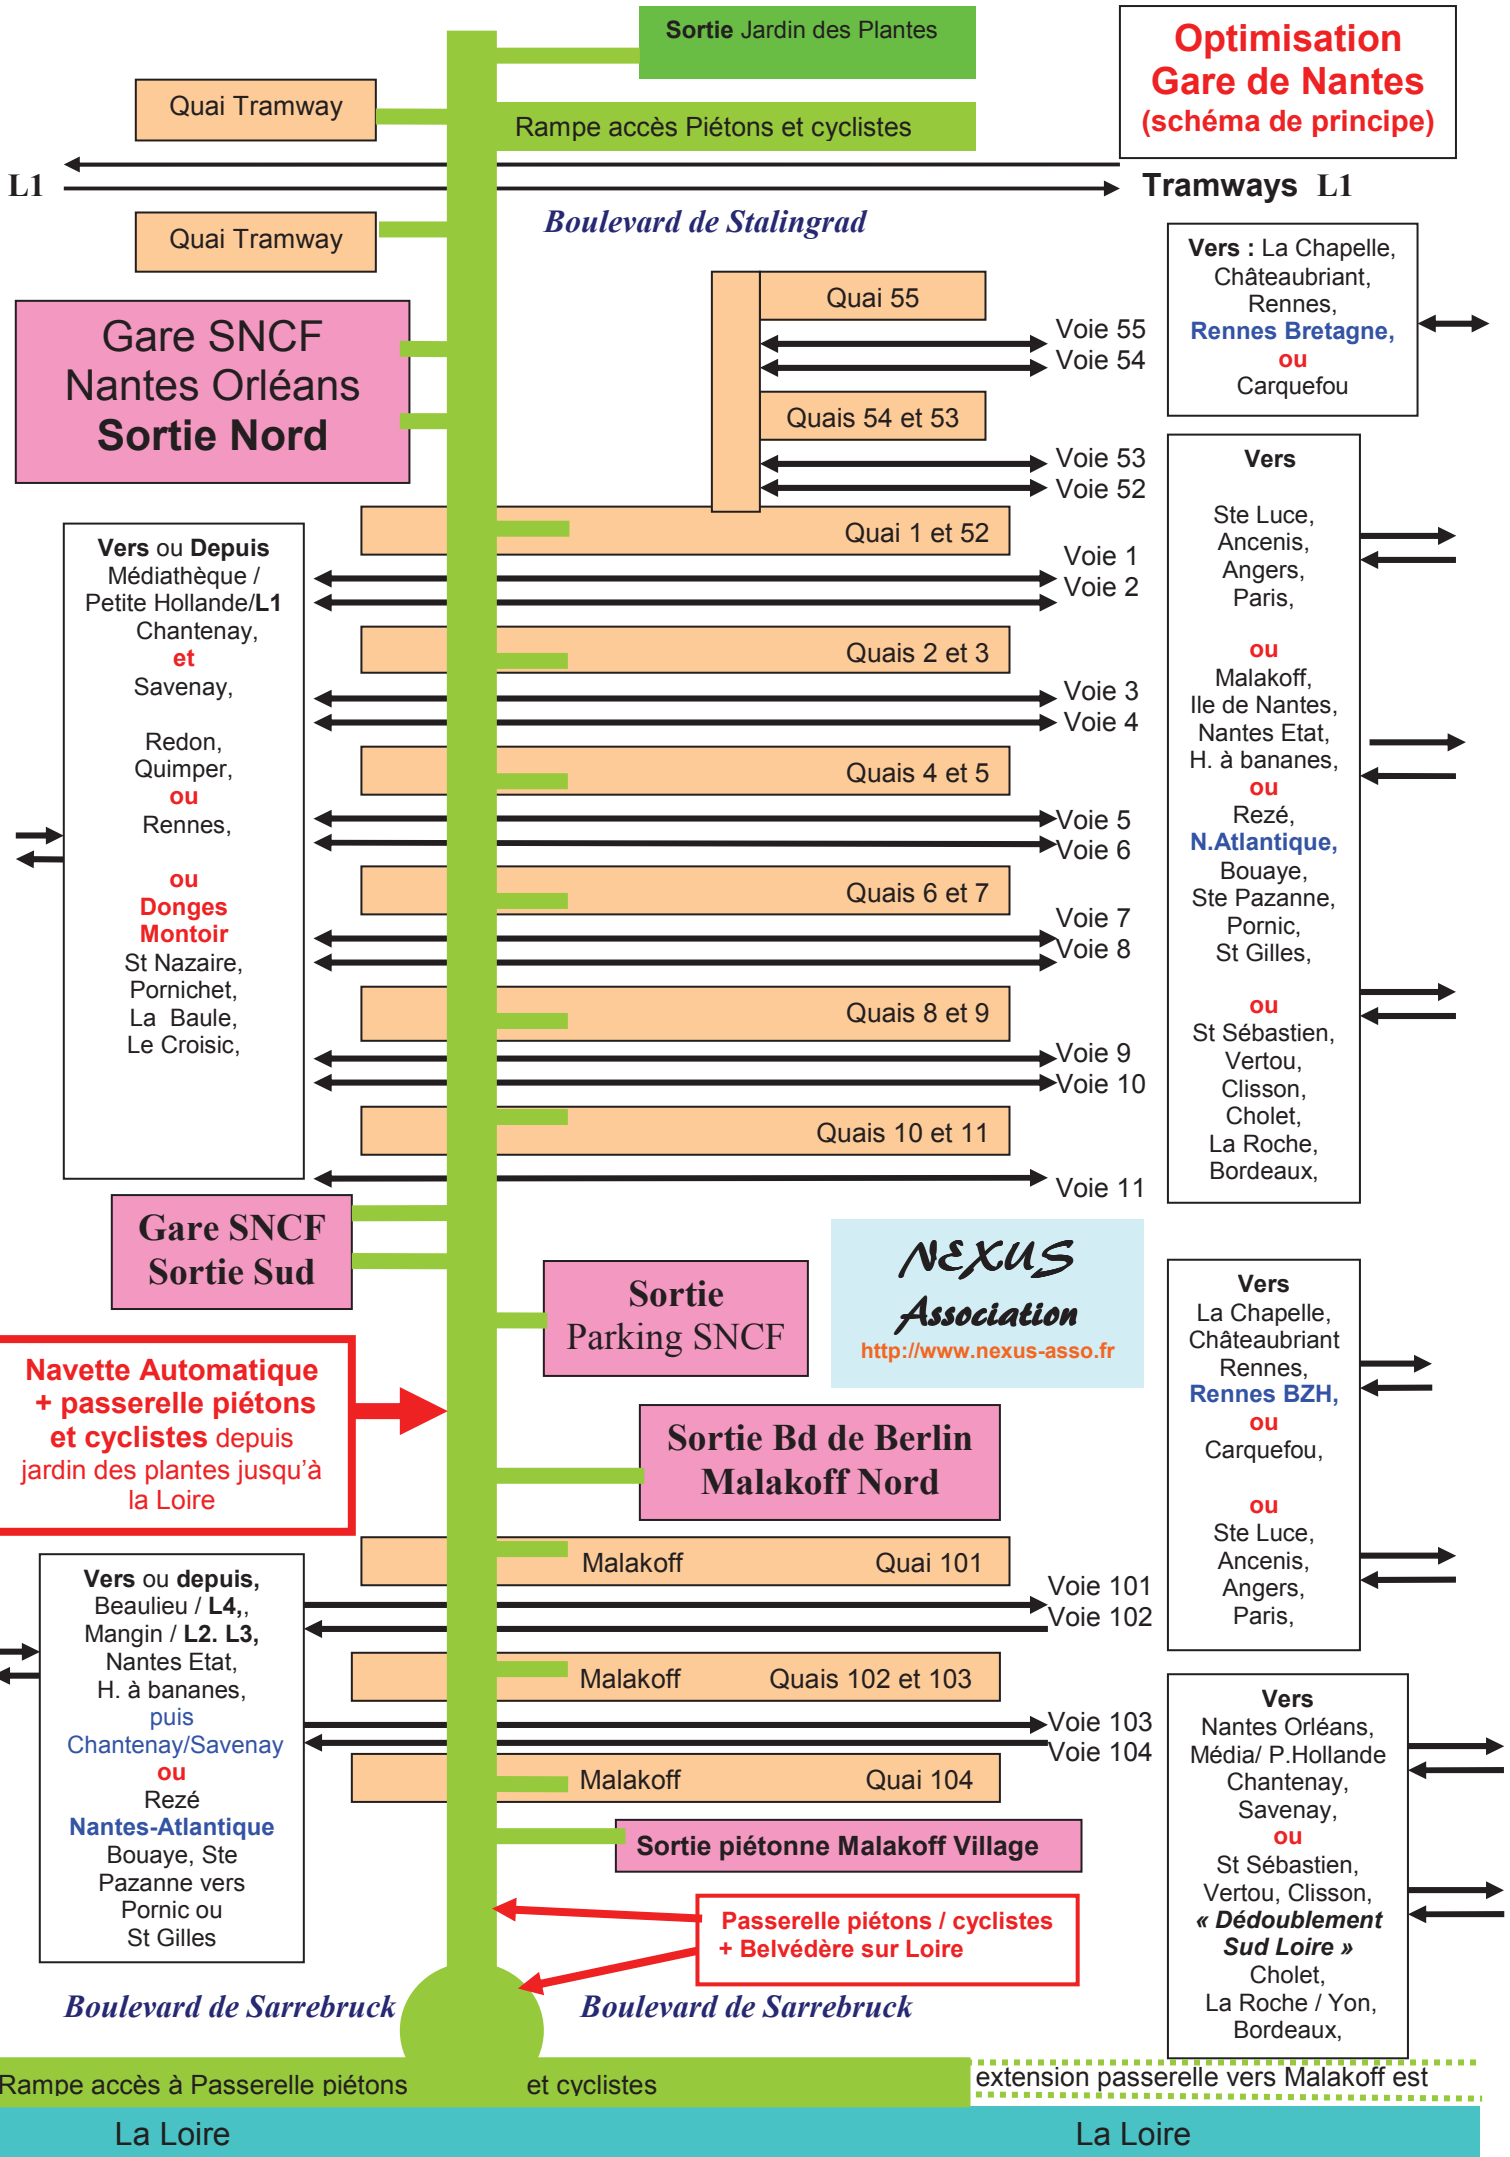 Sortie Jardin des Plantes
Optimisation
Gare de Nantes
(schéma de principe)
Quai Tramway
Rampe accès Piétons et cyclistes
L1
Tramways L1
Boulevard de Stalingrad
Quai Tramway
Vers : La Chapelle,
Châteaubriant,
Rennes,
Rennes Bretagne,
ou
Carquefou
Gare SNCF
Nantes Orléans
Sortie Nord
Quai 55
Voie 55
Voie 54
Quais 54 et 53
Voie 53
Voie 52
Quai 1 et 52
Voie 1
Voie 2
Quais 2 et 3
Voie 3
Voie 4
Quais 4 et 5
Voie 5
Voie 6
Quais 6 et 7
Voie 7
Voie 8
Quais 8 et 9
Voie 9
Voie 10
Quais 10 et 11
Voie 11
Vers ou Depuis
Médiathèque /
Petite Hollande/L1
Chantenay,
et
Savenay,
Redon,
Quimper,
ou
Rennes,
ou
Donges
Montoir
St Nazaire,
Pornichet,
La Baule,
Le Croisic,
Vers
Ste Luce,
Ancenis,
Angers,
Paris,
ou
Malakoff,
Ile de Nantes,
Nantes Etat,
H. à bananes,
ou
Rezé,
N.Atlantique,
Bouaye,
Ste Pazanne,
Pornic,
St Gilles,
ou
St Sébastien,
Vertou,
Clisson,
Cholet,
La Roche,
Bordeaux,
Gare SNCF
Sortie Sud
Sortie
Parking SNCF
NEXUS
Association
http://www.nexus-asso.fr
Navette Automatique
+ passerelle piétons
et cyclistes depuis
jardin des plantes jusqu'à
la Loire
Sortie Bd de Berlin
Malakoff Nord
Vers
La Chapelle,
Châteaubriant
Rennes,
Rennes BZH,
ou
Carquefou,
ou
Ste Luce,
Ancenis,
Angers,
Paris,
Malakoff Quai 101
Voie 101
Voie 102
Malakoff Quais 102 et 103
Voie 103
Voie 104
Malakoff Quai 104
Vers ou depuis,
Beaulieu / L4,,
Mangin / L2. L3,
Nantes Etat,
H. à bananes,
puis
Chantenay/Savenay
ou
Rezé
Nantes-Atlantique
Bouaye, Ste
Pazanne vers
Pornic ou
St Gilles
Vers
Nantes Orléans,
Média/ P.Hollande
Chantenay,
Savenay,
ou
St Sébastien,
Vertou, Clisson,
« Dédoublement
Sud Loire »
Cholet,
La Roche / Yon,
Bordeaux,
Sortie piétonne Malakoff Village
Passerelle piétons / cyclistes
+ Belvédère sur Loire
Boulevard de Sarrebruck
Boulevard de Sarrebruck
Rampe accès à Passerelle piétons et cyclistes
extension passerelle vers Malakoff est
La Loire
La Loire